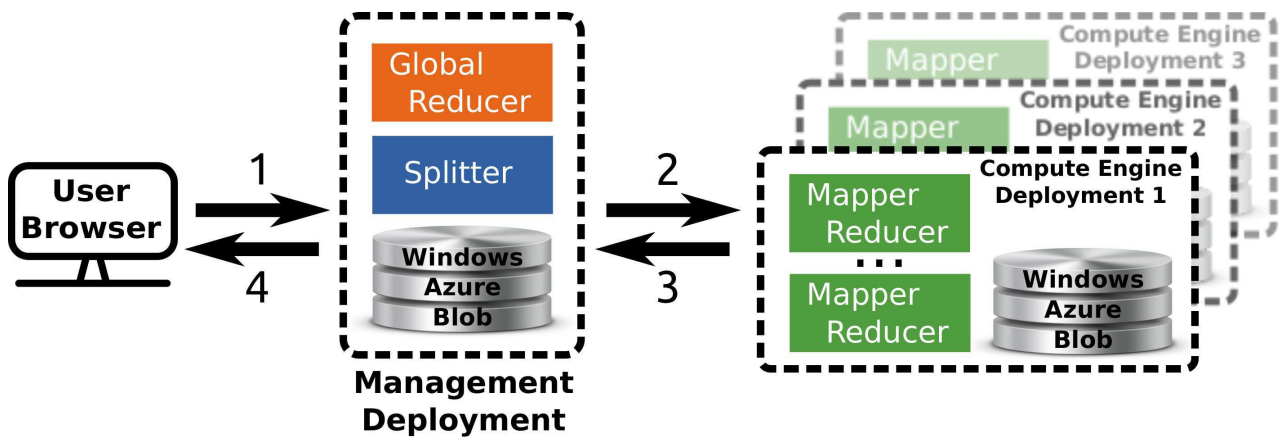 User
Browser
1
4
Global
Reducer
Splitter
Windows
Azure
Blob
Management
Deployment
2
3
Compute Engine
Deployment 3
Mapper
Compute Engine
Deployment 2
Mapper
Compute Engine
Deployment 1
Mapper
Reducer
...
Mapper
Reducer
Windows
Azure
Blob